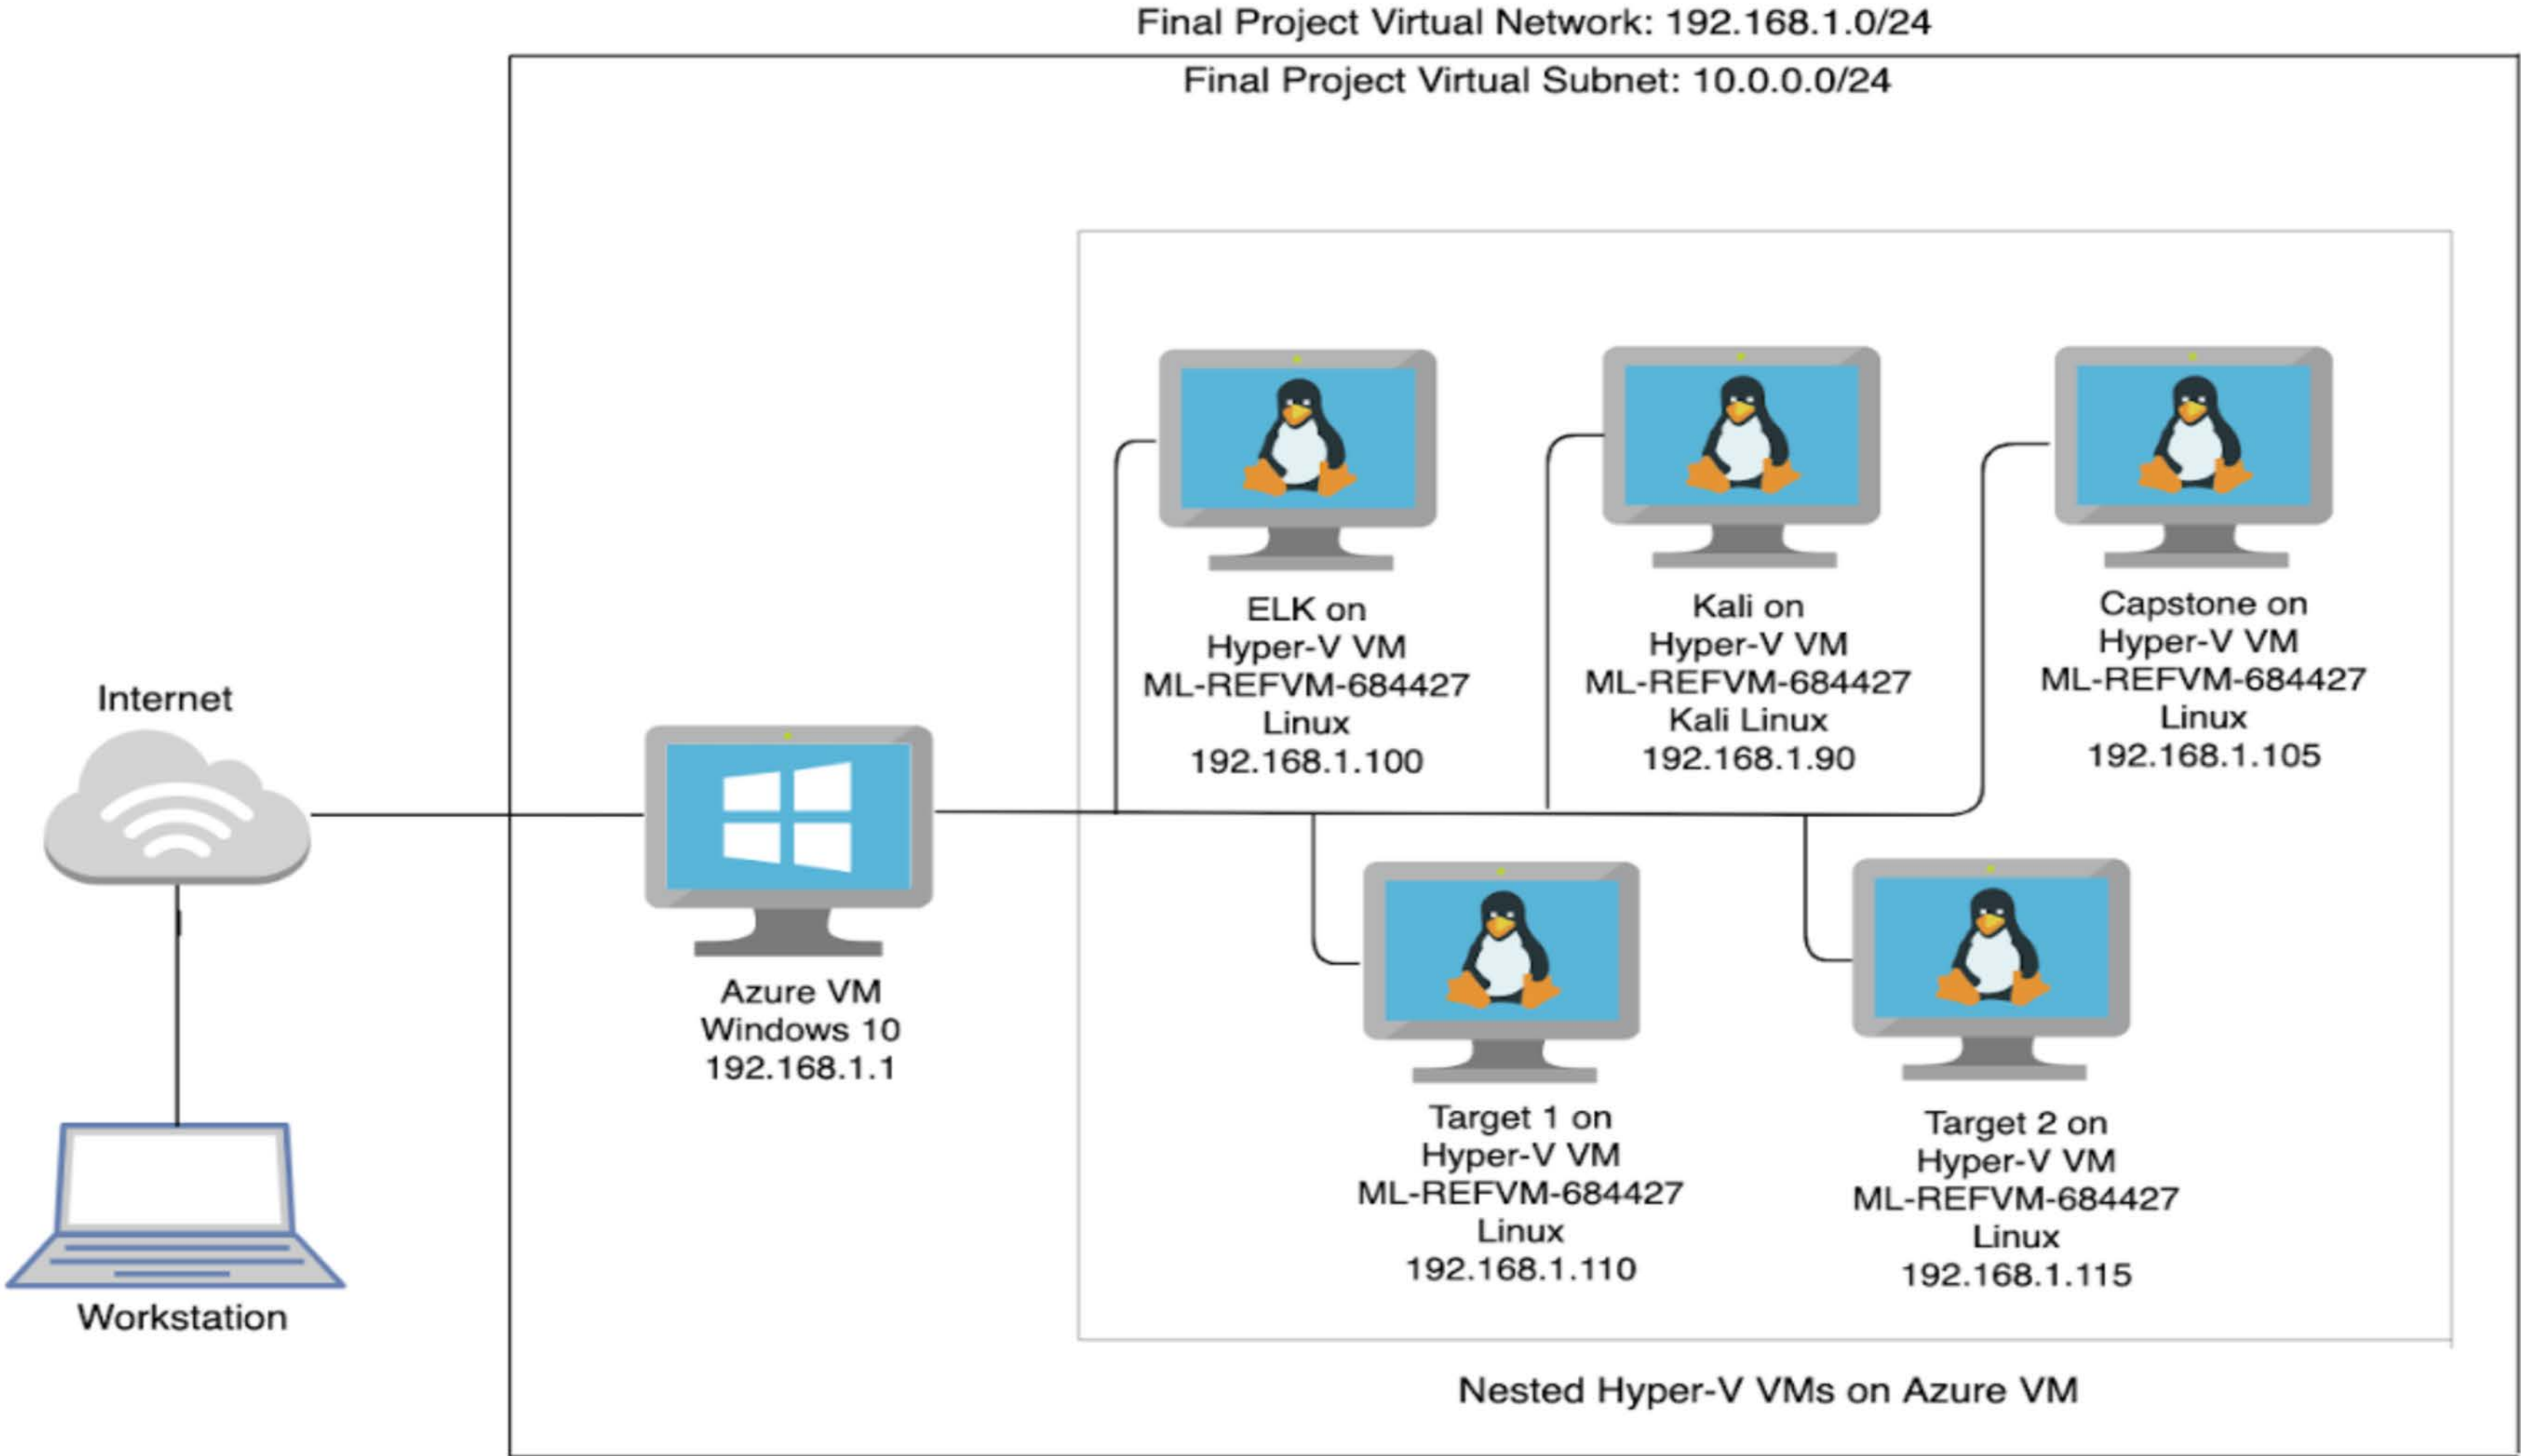 Final Project Virtual Network: 192.168.1.0/24
Final Project Virtual Subnet: 10.0.0.0/24
Internet
Workstation
Azure VM
Windows 10
192.168.1.1
ELK on
Hyper-V VM
ML-REFVM-684427
Linux
192.168.1.100
Kali on
Hyper-V VM
ML-REFVM-684427
Kali Linux
192.168.1.90
Capstone on
Hyper-V VM
ML-REFVM-684427
Linux
192.168.1.105
Target 1 on
Hyper-V VM
ML-REFVM-684427
Linux
192.168.1.110
Target 2 on
Hyper-V VM
ML-REFVM-684427
Linux
192.168.1.115
Nested Hyper-V VMs on Azure VM